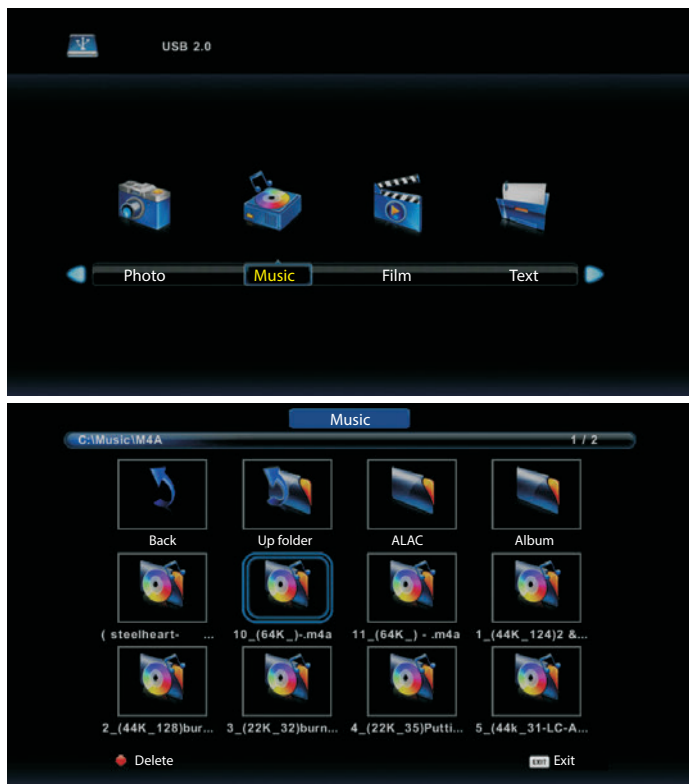 USB 2.0
Photo Music Film Text
Music
C:\Music\M4A 1 / 2
Back Up folder ALAC Album
( steelheart- ... 10_(64K_)-.m4a 11_(64K_) - .m4a 1_(44K_124)2 &...
2_(44K_128)bur... 3_(22K_32)burn... 4_(22K_35)Putti... 5_(44k_31-LC-A...
Delete EXIT Exit